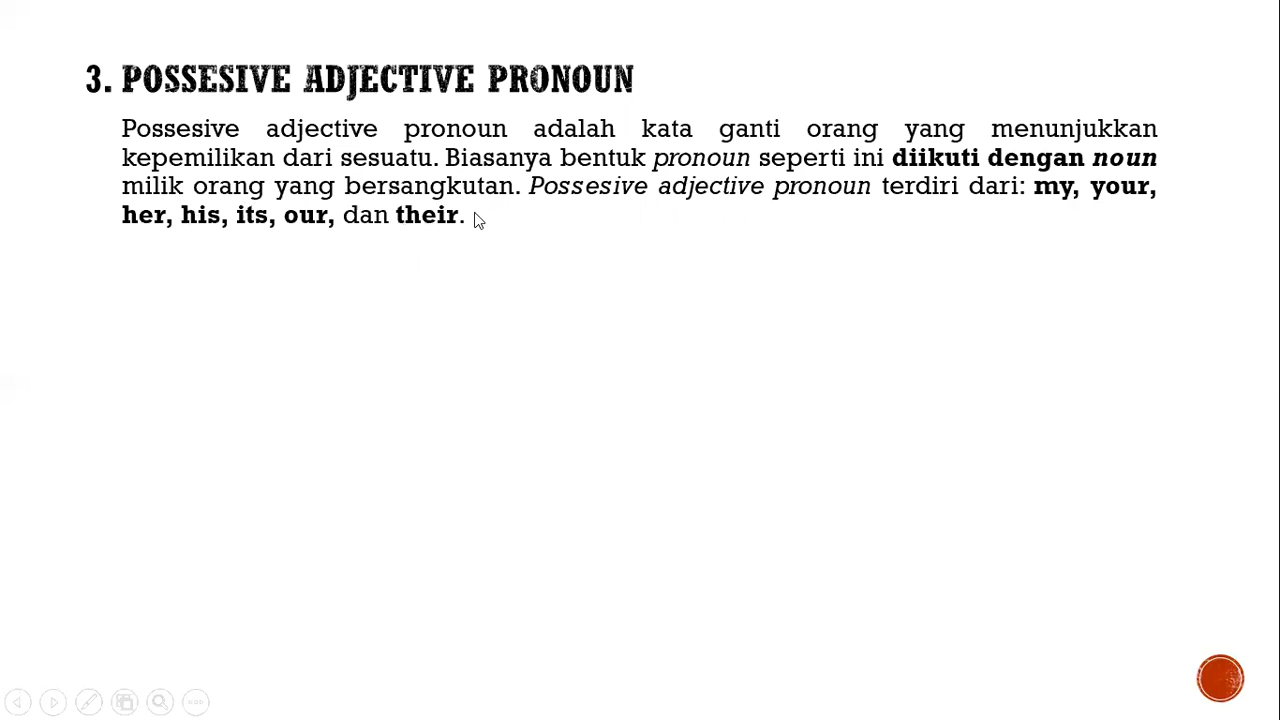 3. POSSESIVE ADJECTIVE PRONOUN
Possesive adjective pronoun adalah kata ganti orang yang menunjukkan
kepemilikan dari sesuatu. Biasanya bentuk pronoun seperti ini diikuti dengan noun
milik orang yang bersangkutan. Possesive adjective pronoun terdiri dari: my, your,
her, his, its, our, dan their.